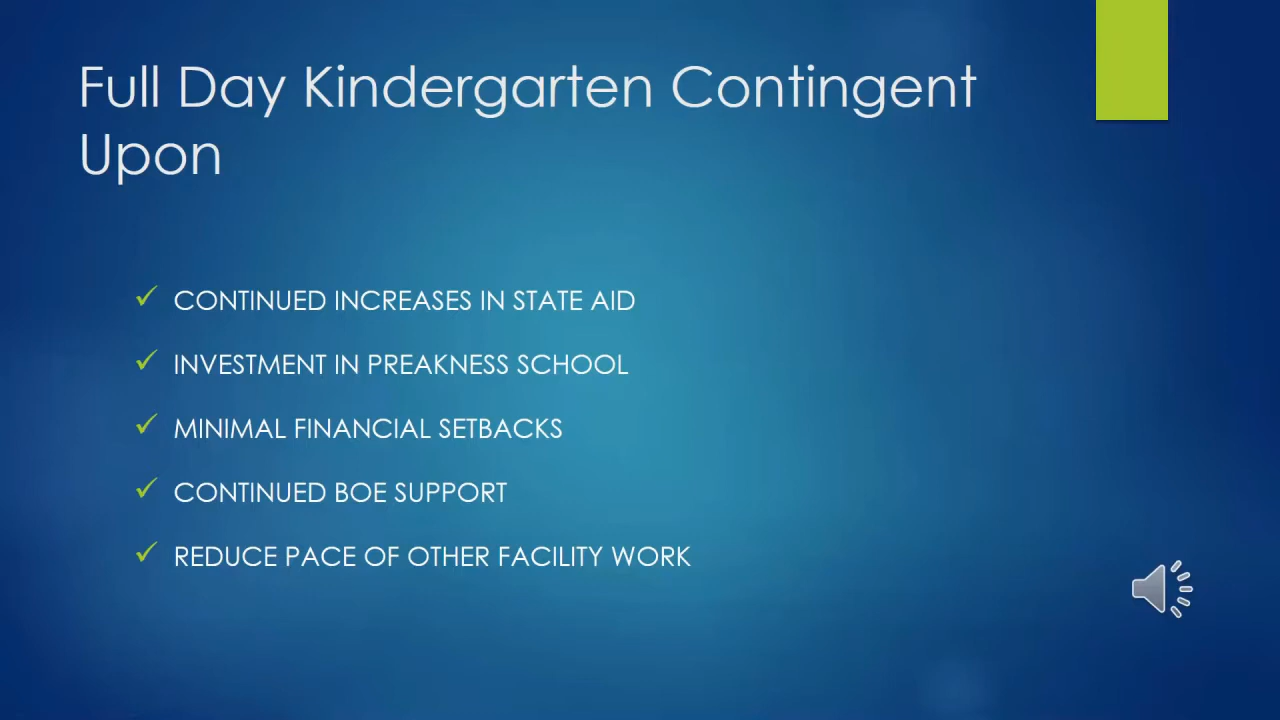 Full Day Kindergarten Contingent
Upon
CONTINUED INCREASES IN STATE AID
INVESTMENT IN PREAKNESS SCHOOL
MINIMAL FINANCIAL SETBACKS
CONTINUED BOE SUPPORT
REDUCE PACE OF OTHER FACILITY WORK